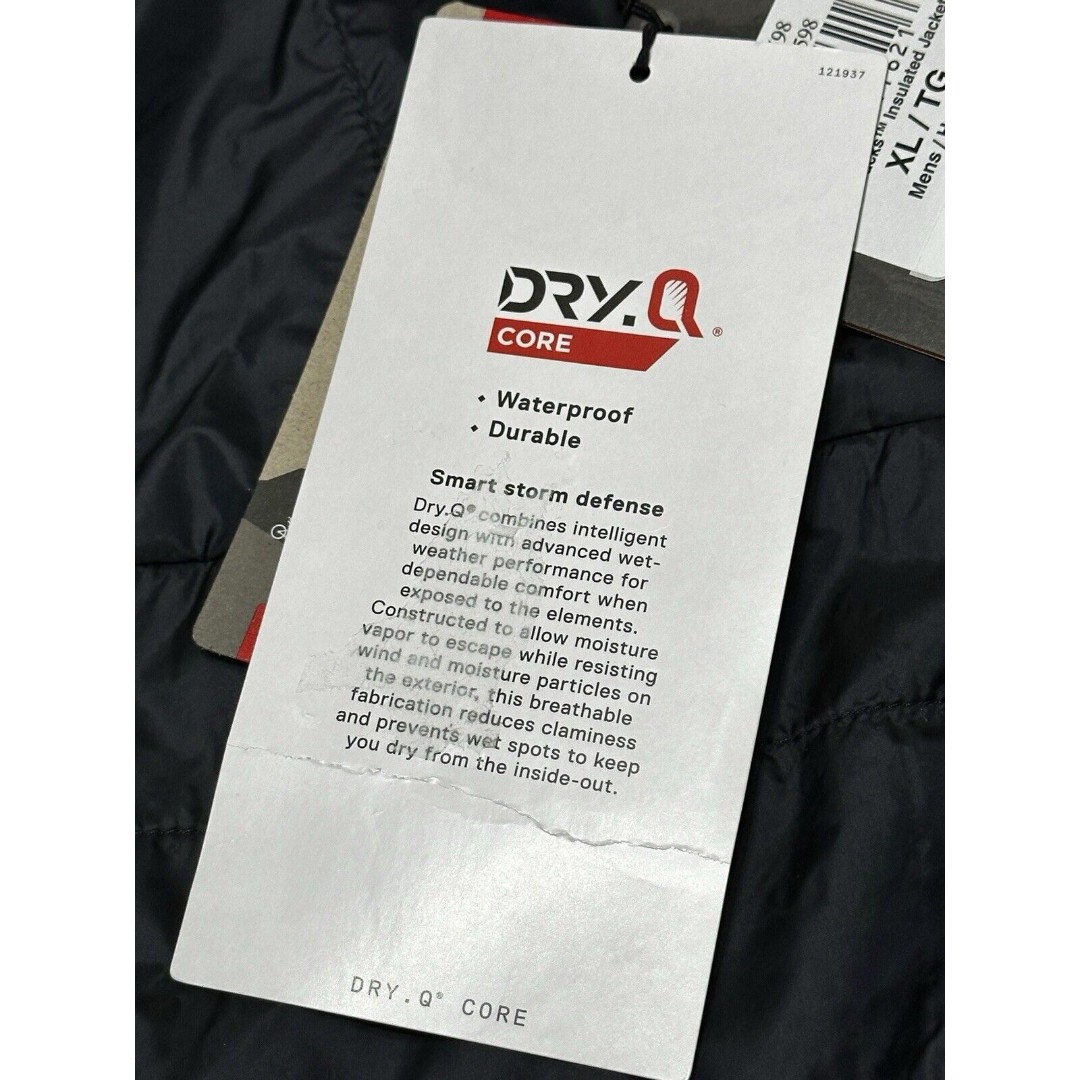 121937
DRY.Q®
CORE
• Waterproof
• Durable
Smart storm defense
Dry.Q® combines intelligent
design with advanced wet-
weather performance for
dependable comfort when
exposed to the elements.
Constructed to allow moisture
vapor to escape while resisting
wind and moisture particles on
the exterior, this breathable
fabrication reduces claminess
and prevents wet spots to keep
you dry from the inside-out.
DRY.Q® CORE
598
Insulated Jacket
XL / TG
Mens /